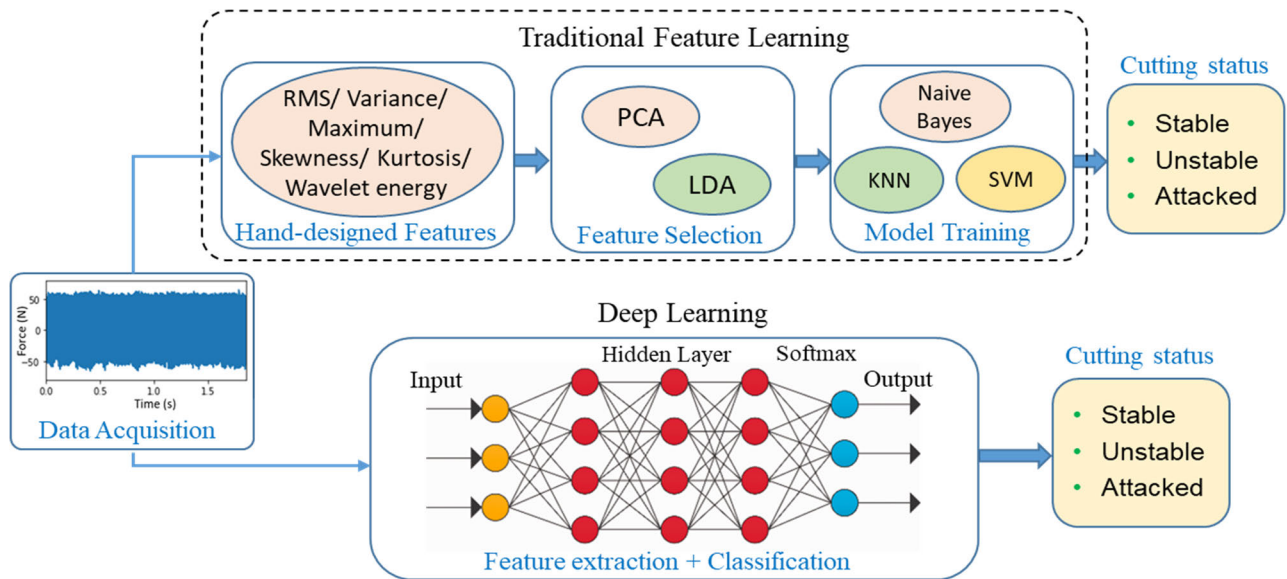 Traditional Feature Learning
RMS/ Variance/
Maximum/
Skewness/ Kurtosis/
Wavelet energy
Hand-designed Features
PCA
LDA
Feature Selection
Naive
Bayes
KNN
SVM
Model Training
Cutting status
• Stable
• Unstable
• Attacked
Force (N)
50
0
−50
0.0 0.5 1.0 1.5
Time (s)
Data Acquisition
Deep Learning
Input
Hidden Layer
Softmax
Output
Feature extraction + Classification
Cutting status
• Stable
• Unstable
• Attacked